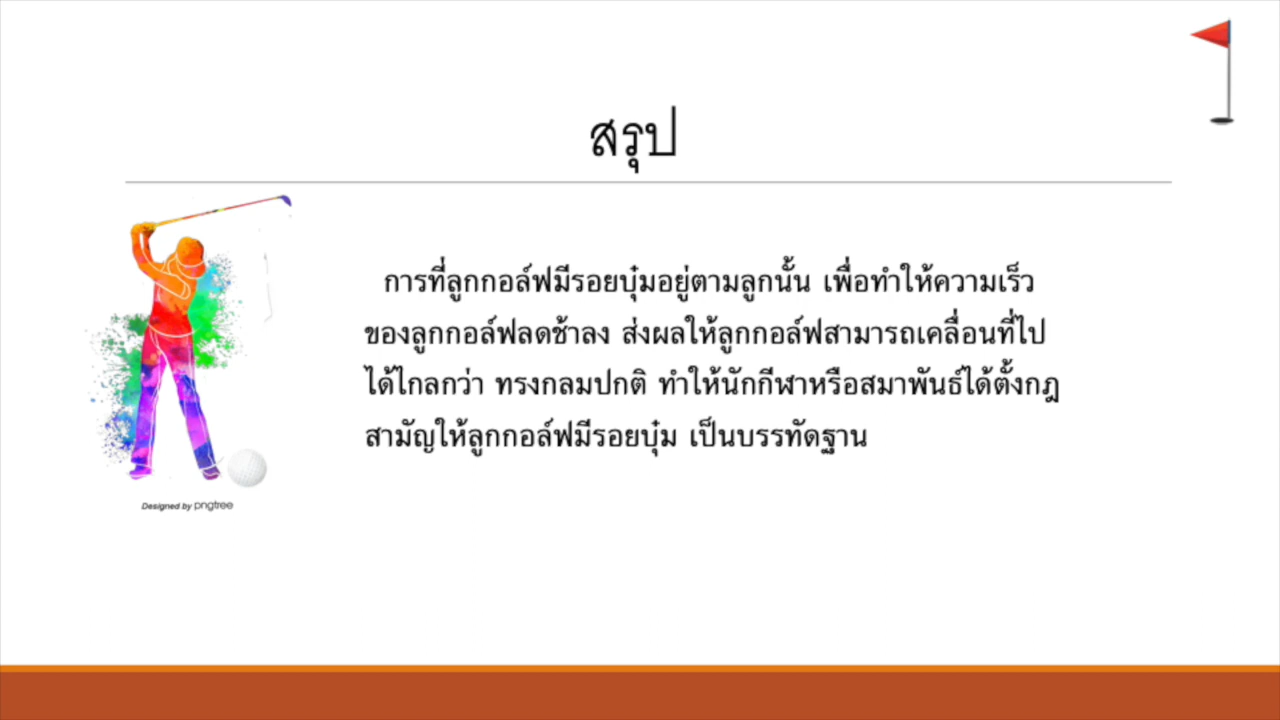 สรุป
การที่ลูกกอล์ฟมีรอยบุ๋มอยู่ตามลูกนั้น เพื่อทำให้ความเร็ว
ของลูกกอล์ฟลดช้าลง ส่งผลให้ลูกกอล์ฟสามารถเคลื่อนที่ไป
ได้ไกลกว่า ทรงกลมปกติ ทำให้นักกีฬาหรือสมาพันธ์ได้ตั้งกฎ
สามัญให้ลูกกอล์ฟมีรอยบุ๋ม เป็นบรรทัดฐาน
Designed by pngtree